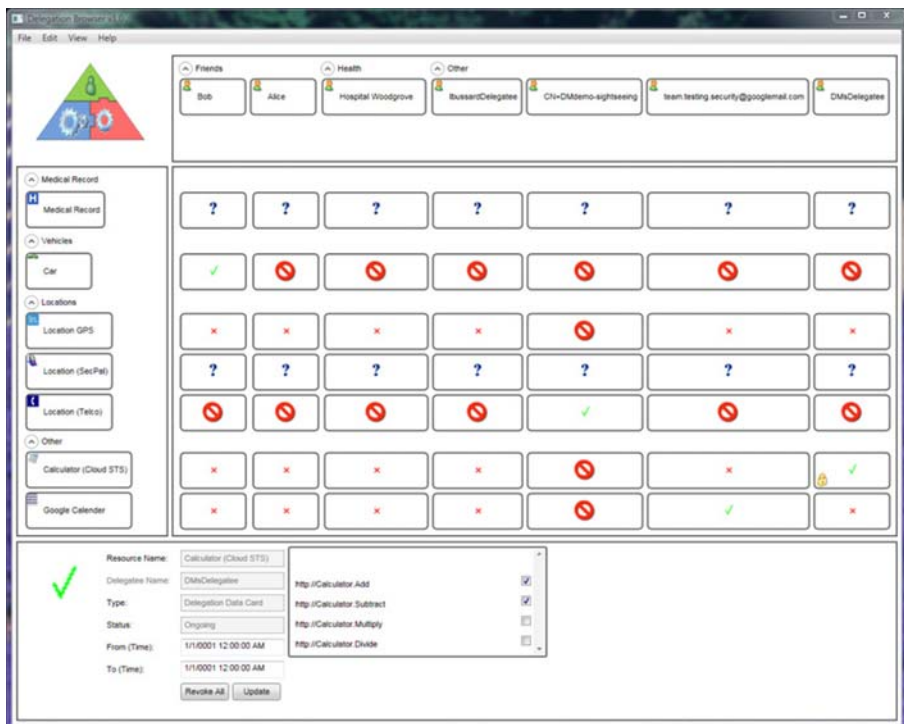 Delegation Browser v1.0
File Edit View Help
Friends Health Other
Bob Alice Hospital Woodgrove lbussardDelegatee CN=DMdemo-sightseeing team.testing.security@googlemail.com DMsDelegatee
Medical Record
Medical Record
? ? ? ? ? ? ?
Vehicles
Car
Locations
Location GPS
Location (SecPal)
? ? ? ? ? ? ?
Location (Telco)
Other
Calculator (Cloud STS)
Google Calender
Resource Name: Calculator (Cloud STS)
Delegatee Name: DMsDelegatee
Type: Delegation Data Card
Status: Ongoing
From (Time): 1/1/0001 12:00:00 AM
To (Time): 1/1/0001 12:00:00 AM
Revoke All Update
http://Calculator.Add
http://Calculator.Subtract
http://Calculator.Multiply
http://Calculator.Divide